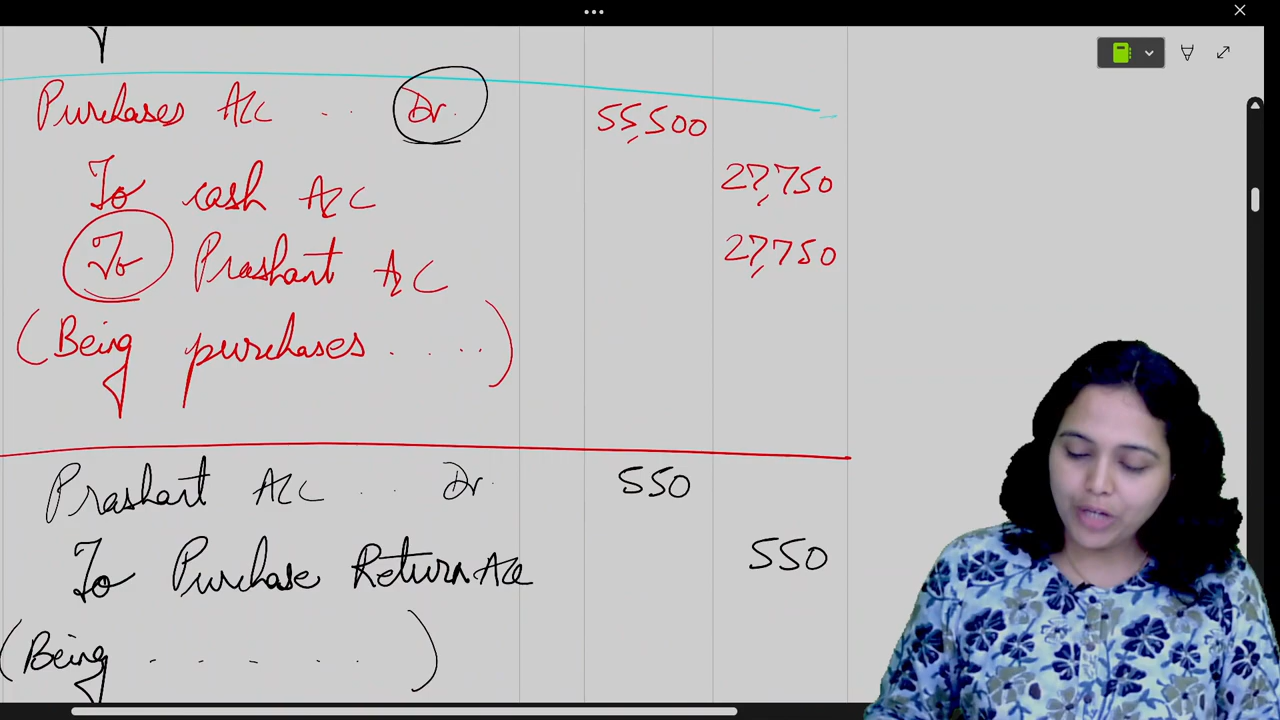 Purchases A/C .. Dr. 55,500
To cash A/C 27,750
To Prashant A/C 27,750
(Being purchases ....)
Prashant A/C .. Dr. 550
To Purchase Return A/c 550
(Being .....)